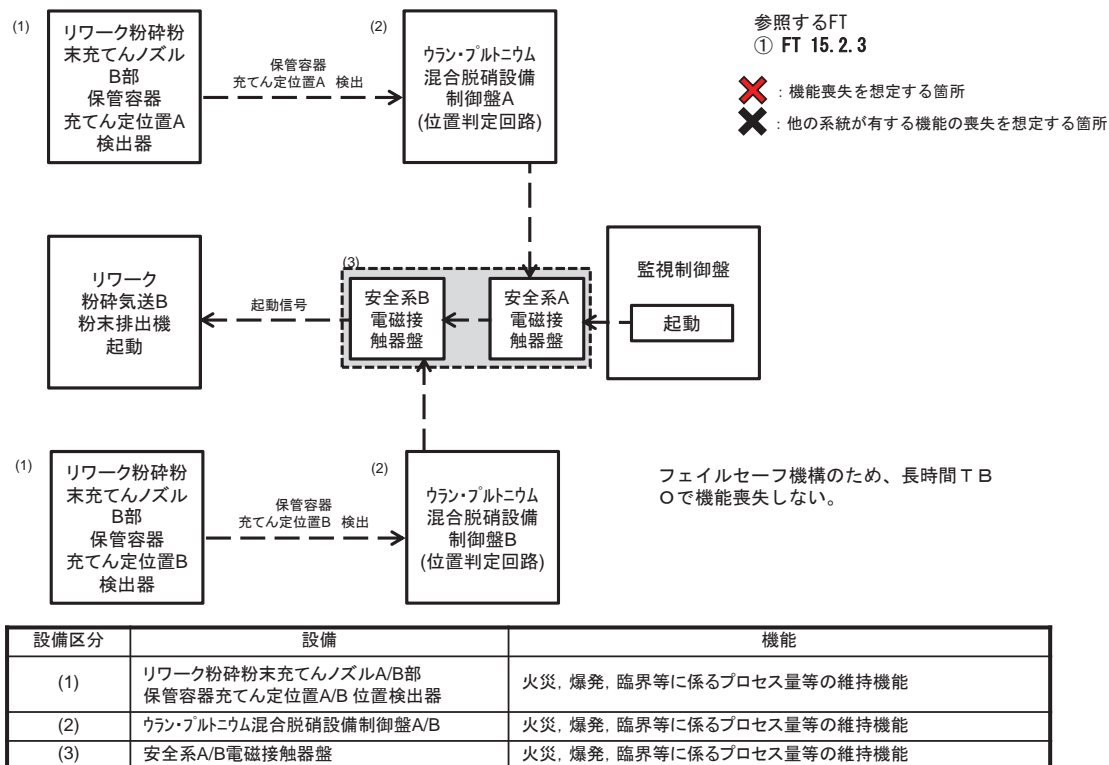 (1)
リワーク粉砕粉
末充てんノズル
B部
保管容器
充てん定位置A
検出器
保管容器
充てん定位置A 検出
(2)
ウラン・プルトニウム
混合脱硝設備
制御盤A
(位置判定回路)
参照するFT
① FT 15.2.3
：機能喪失を想定する箇所
：他の系統が有する機能の喪失を想定する箇所
リワーク
粉砕気送B
粉末排出機
起動
起動信号
(3)
安全系B
電磁接
触器盤
安全系A
電磁接
触器盤
監視制御盤
起動
(1)
リワーク粉砕粉
末充てんノズル
B部
保管容器
充てん定位置B
検出器
保管容器
充てん定位置B 検出
(2)
ウラン・プルトニウム
混合脱硝設備
制御盤B
(位置判定回路)
フェイルセーフ機構のため、長時間ＴＢ
Ｏで機能喪失しない。
設備区分 設備 機能
(1) リワーク粉砕粉末充てんノズルA/B部
保管容器充てん定位置A/B 位置検出器 火災，爆発，臨界等に係るプロセス量等の維持機能
(2) ウラン・プルトニウム混合脱硝設備制御盤A/B 火災，爆発，臨界等に係るプロセス量等の維持機能
(3) 安全系A/B電磁接触器盤 火災，爆発，臨界等に係るプロセス量等の維持機能